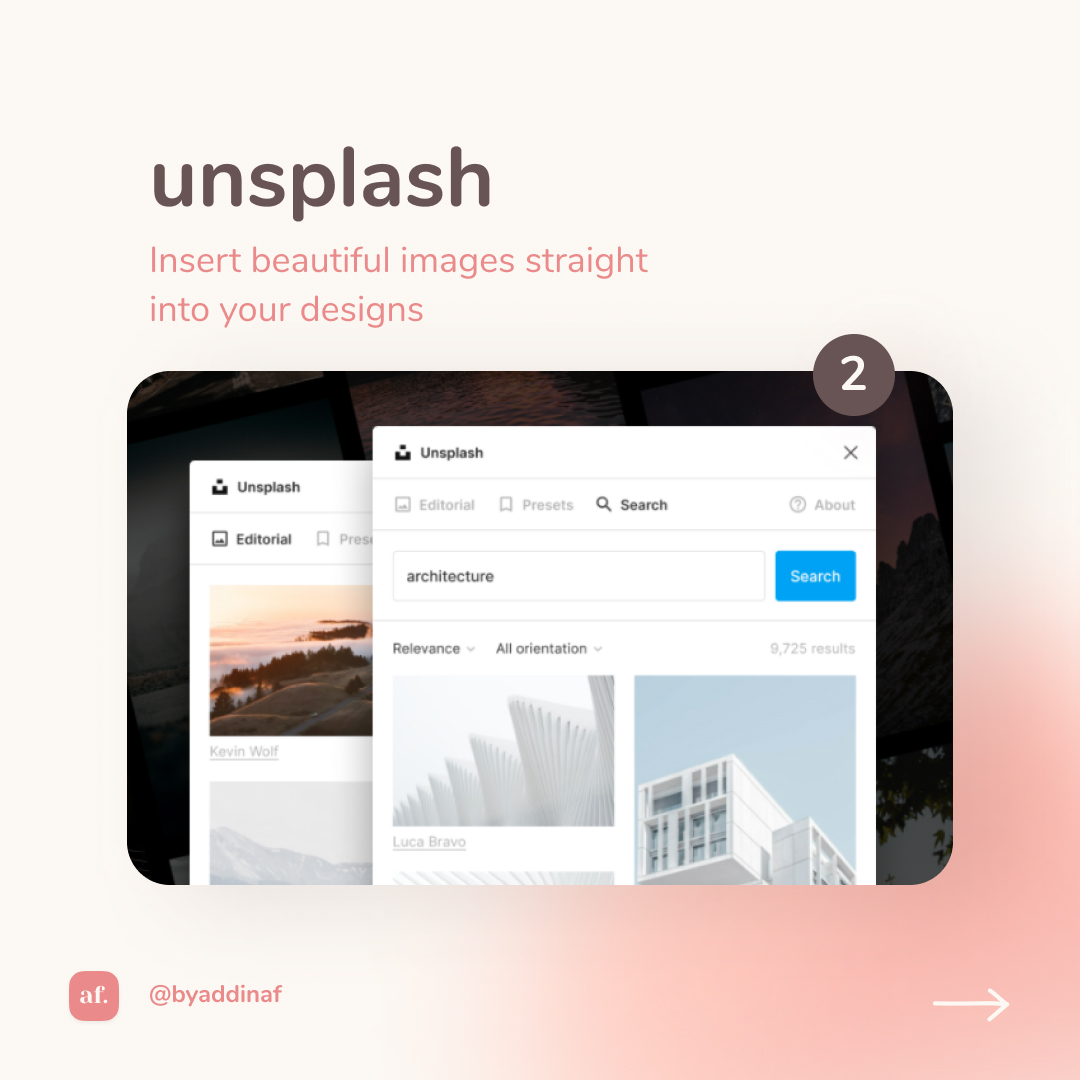 unsplash
Insert beautiful images straight
into your designs
2
Unsplash
Editorial Prese
Kevin Wolf
Unsplash
Editorial Presets Search About
architecture Search
Relevance All orientation 9,725 results
Luca Bravo
af. @byaddinaf